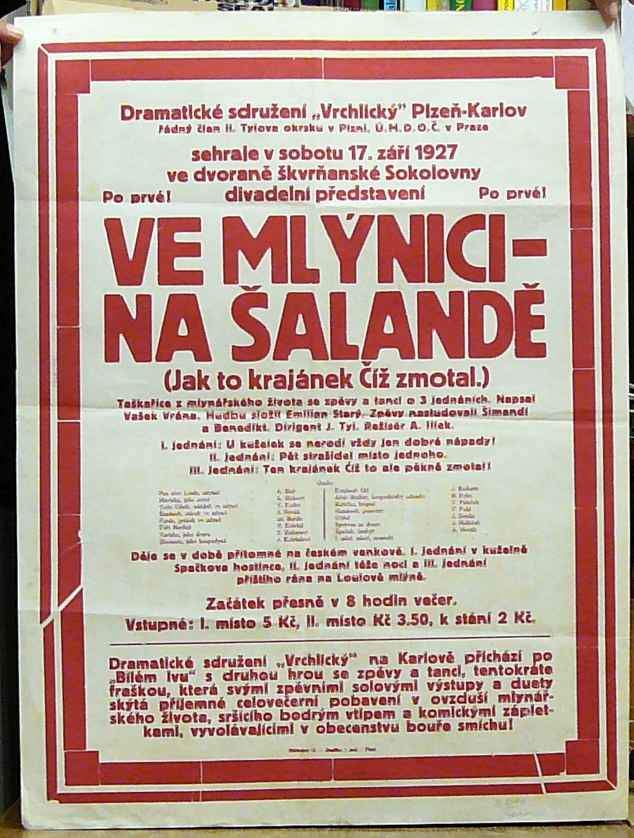 Dramatické sdružení „Vrchlický" Plzeň-Karlov
řádný člen II. Tylova okrsku v Plzni, Ú.M.D.O.Č. v Praze
sehraje v sobotu 17. září 1927
ve dvoraně škvrňanské Sokolovny
Po prvé! divadelní představení Po prvé!
VE MLÝNICI-
NA ŠALANDĚ
(Jak to krajánek Číž zmotal.)
Taškařice z mlynářského života se zpěvy a tanci o 3 jednáních. Napsal
Vašek Vrána. Hudbu složil Emilian Starý. Zpěvy nastudovali Šimandl
a Benedikt. Dirigent J. Tyl. Režisér A. Jílek.
I. jednání: U kuželek se narodí vždy jen dobré nápady!
II. jednání: Pět strašidel místo jednoho.
III. jednání: Ten krajánek Číž to ale pěkně zmotal!
Děje se v době přítomné na českém venkově. I. jednání v kuželně
Spačkova hostince, II. jednání téže noci a III. jednání
příštího rána na Loulově mlýně.
Začátek přesně v 8 hodin večer.
Vstupné: I. místo 5 Kč, II. místo Kč 3.50, k stání 2 Kč.
Dramatické sdružení „Vrchlický" na Karlově přichází po
„Bílém lvu" s druhou hrou se zpěvy a tanci, tentokráte
fraškou, která svými zpěvními solovými výstupy a duety
skýtá příjemné celovečerní pobavení v ovzduší mlynář-
ského života, sršícího bodrým vtipem a komickými záplet-
kami, vyvolávajícími v obecenstvu bouře smíchu!